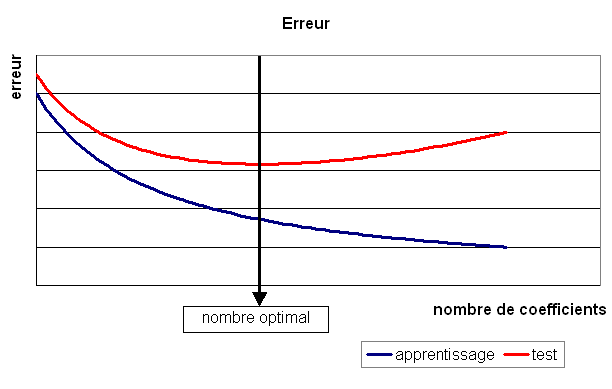 Erreur
erreur
nombre optimal
nombre de coefficients
apprentissage
test